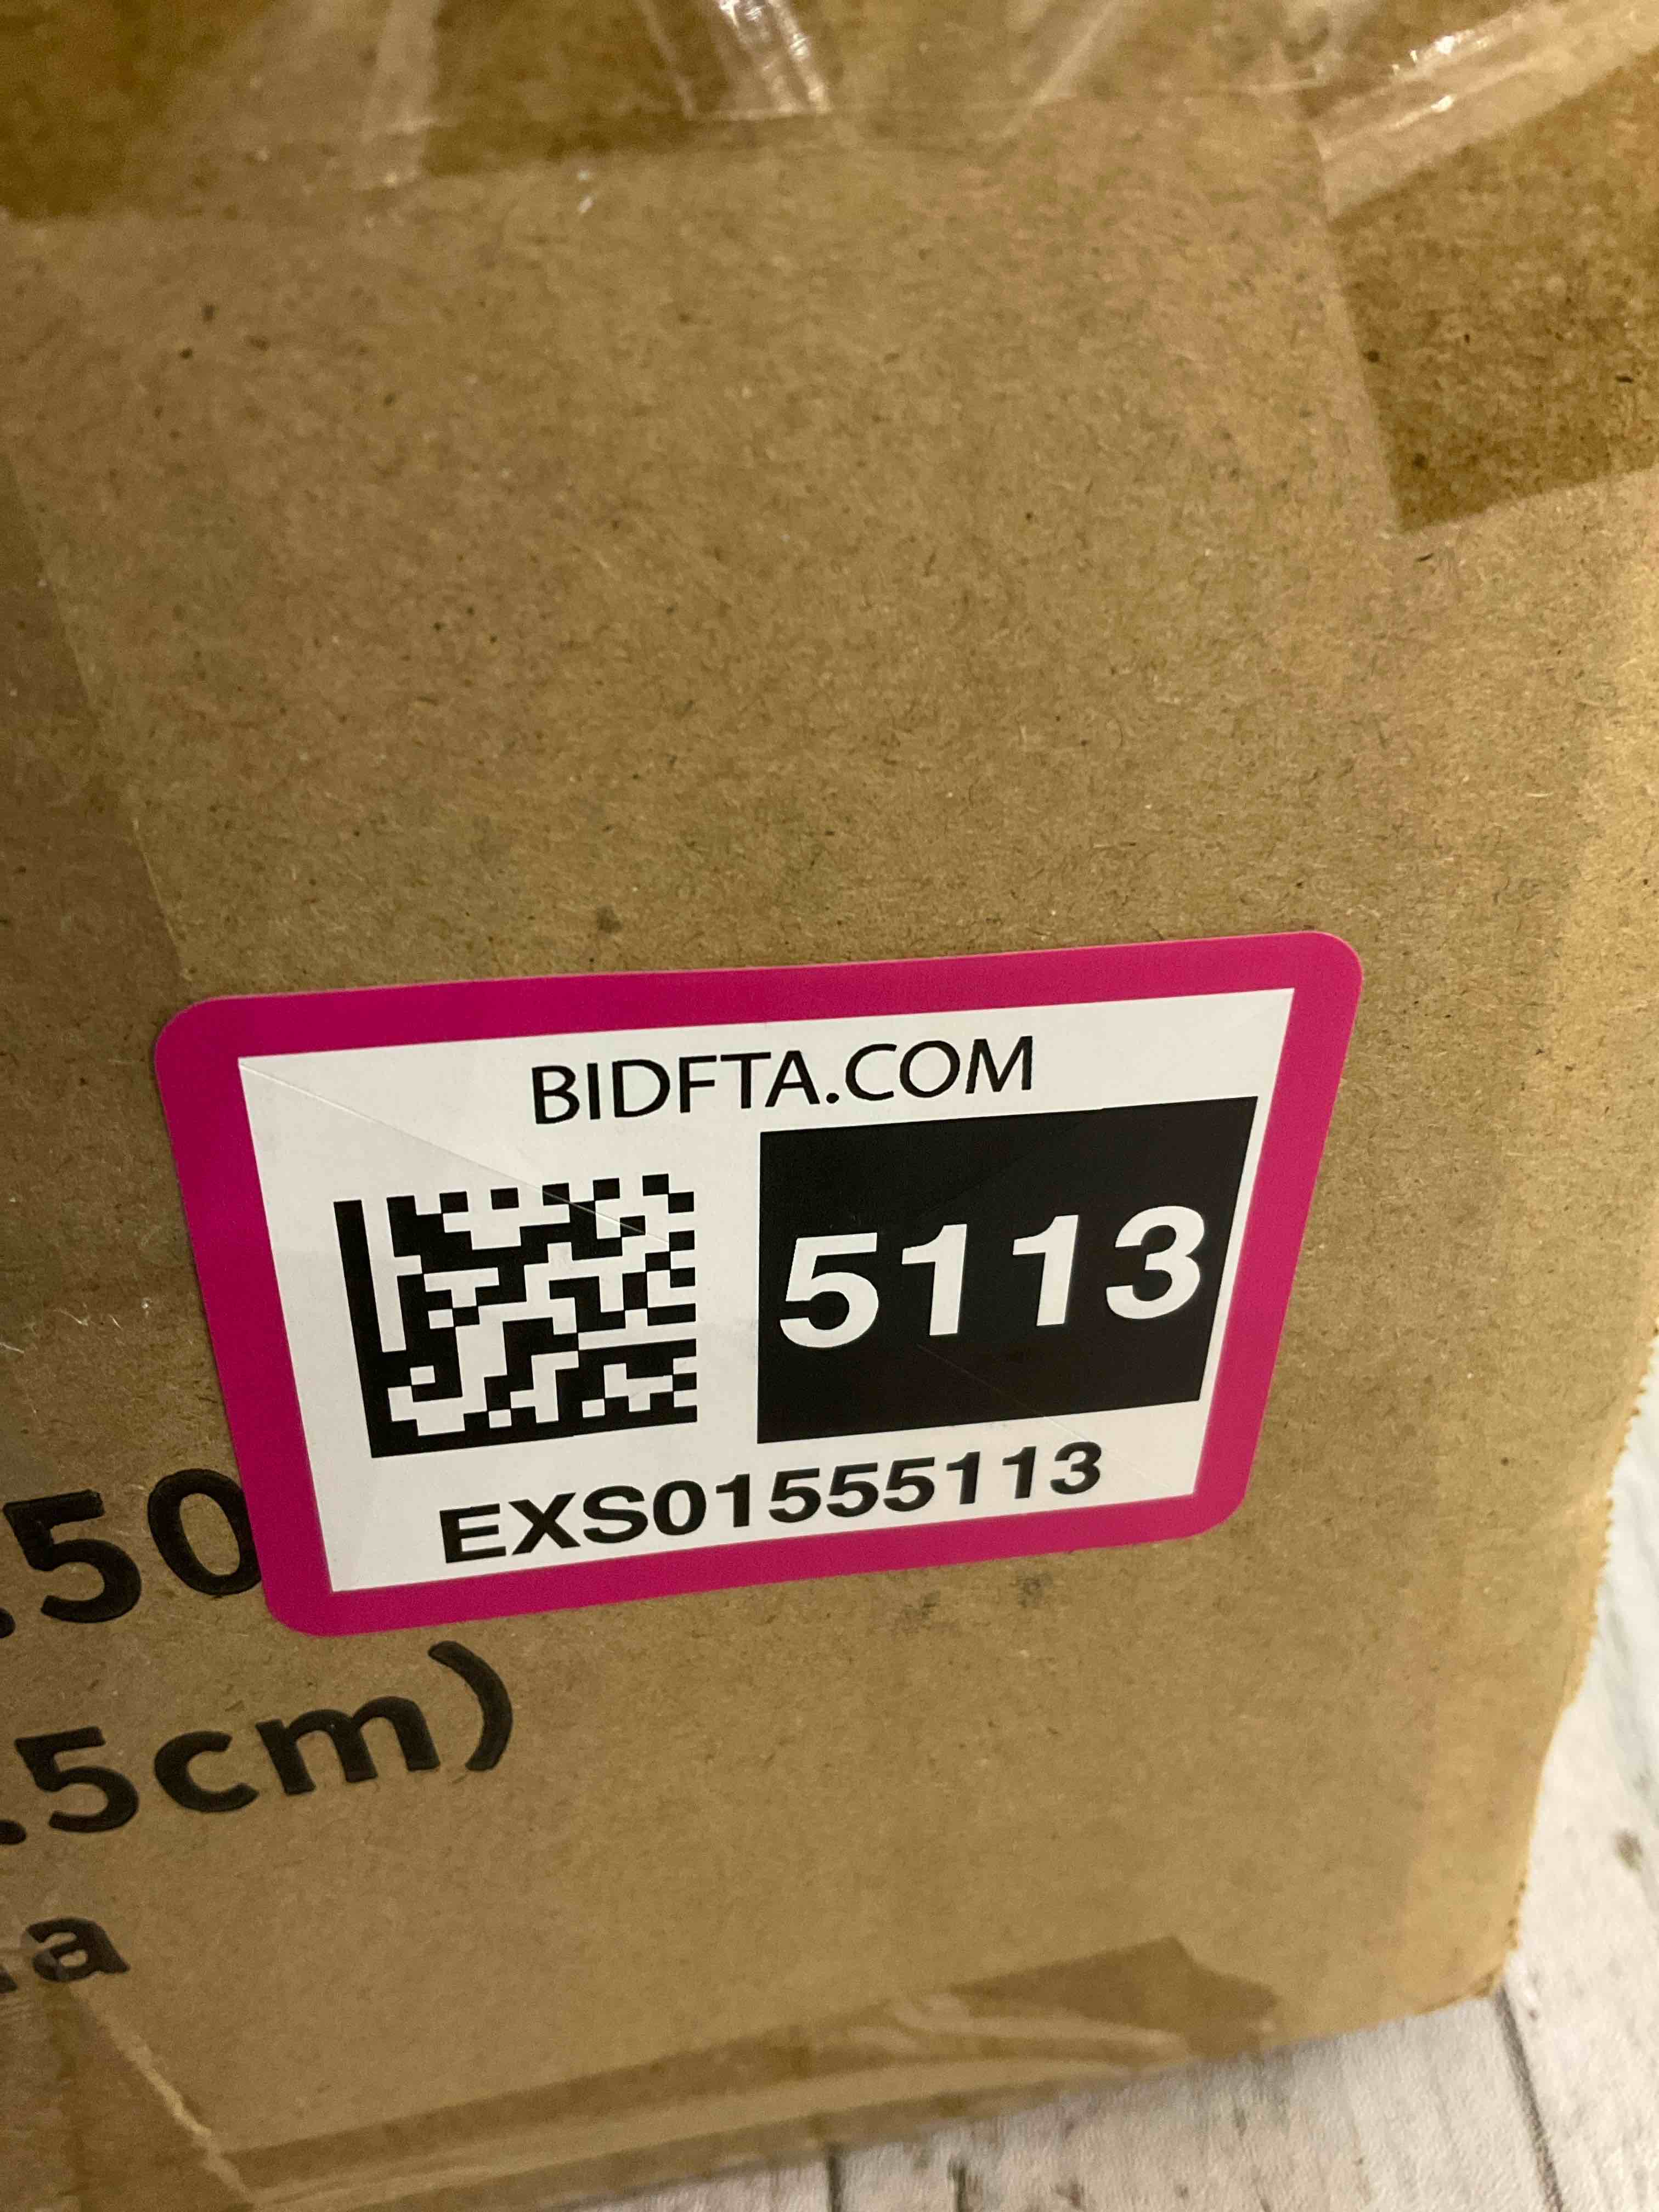 BIDFTA.COM
5113
EXS01555113
.50
.5cm)
a